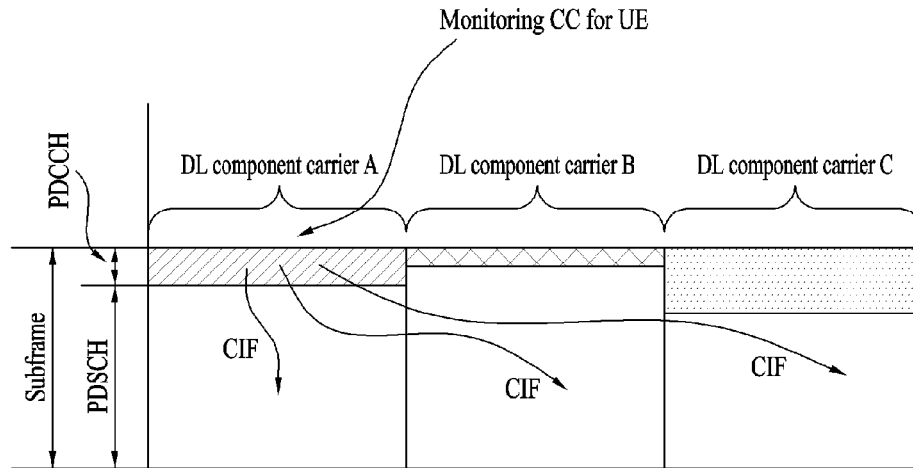 Monitoring CC for UE
PDCCH
DL component carrier A
DL component carrier B
DL component carrier C
Subframe
PDSCH
CIF
CIF
CIF